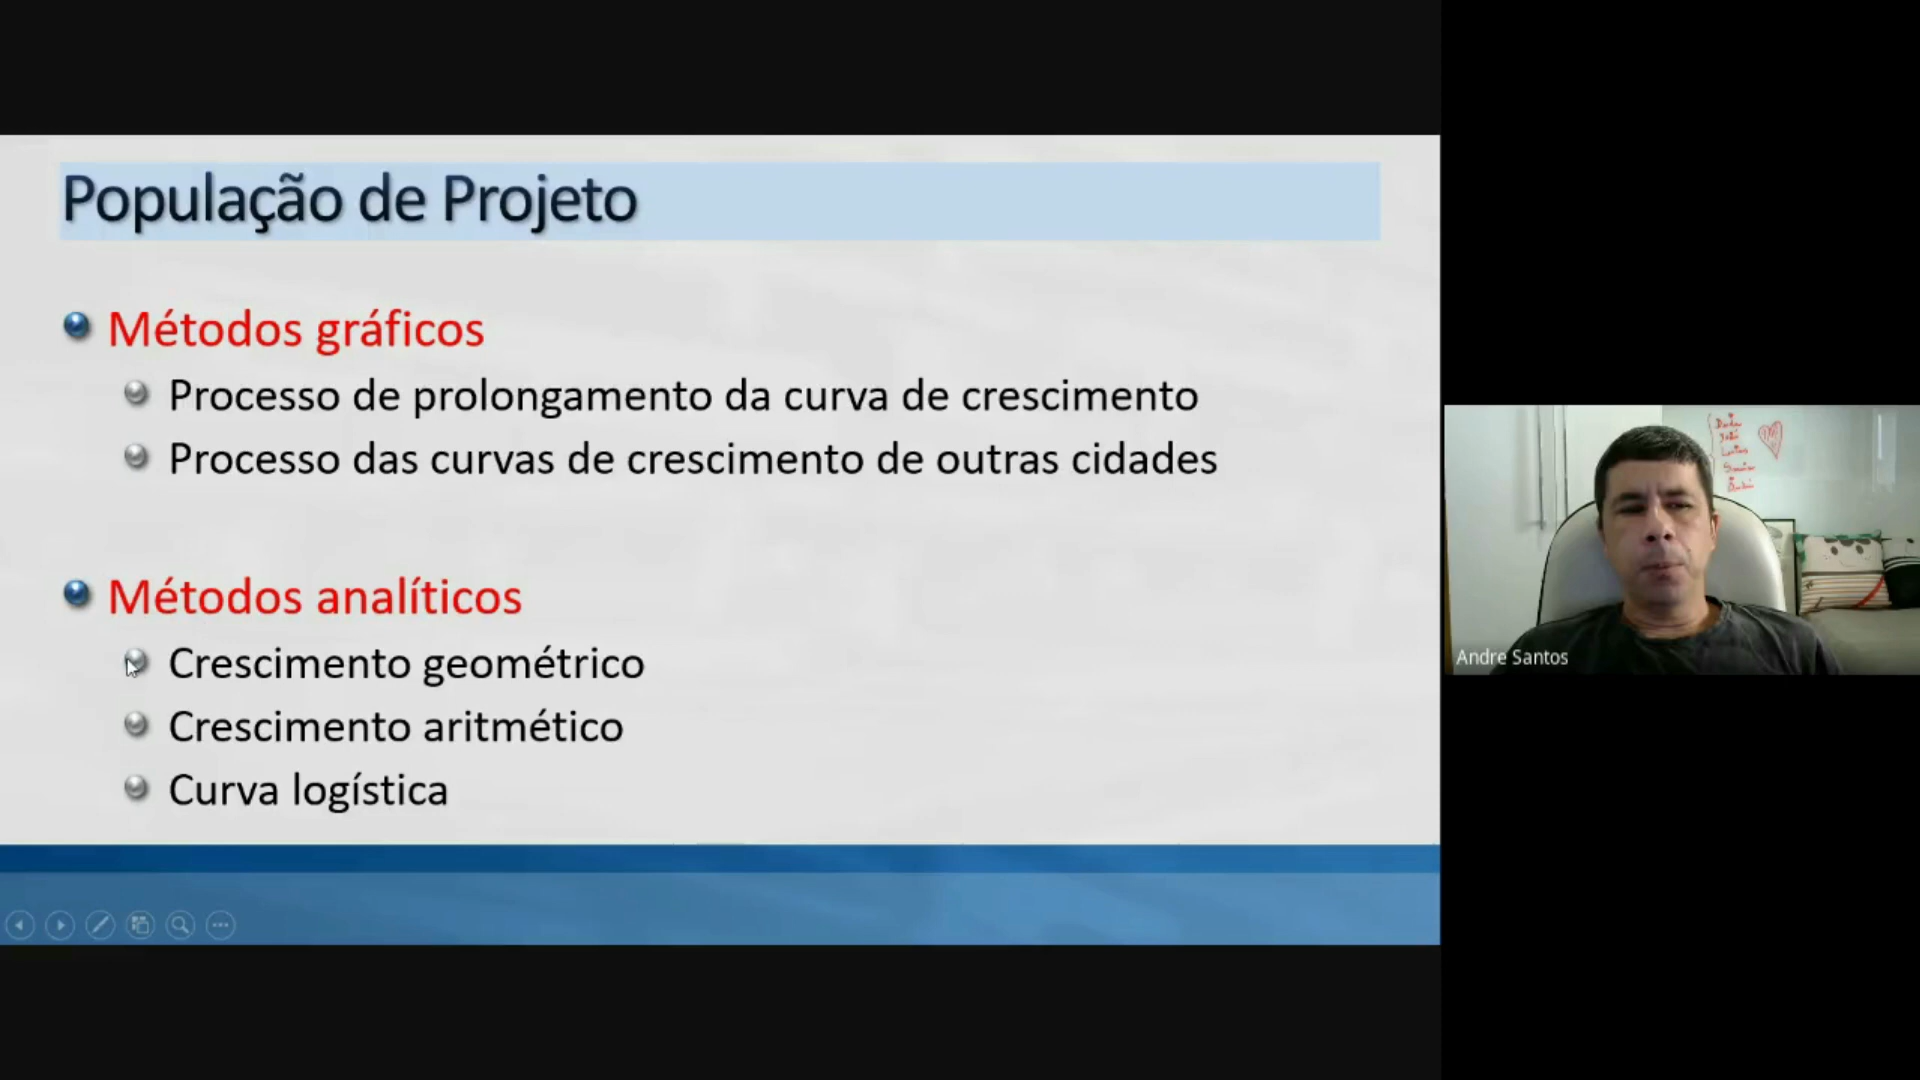 População de Projeto
Métodos gráficos
Processo de prolongamento da curva de crescimento
Processo das curvas de crescimento de outras cidades
Métodos analíticos
Crescimento geométrico
Crescimento aritmético
Curva logística
Andre Santos